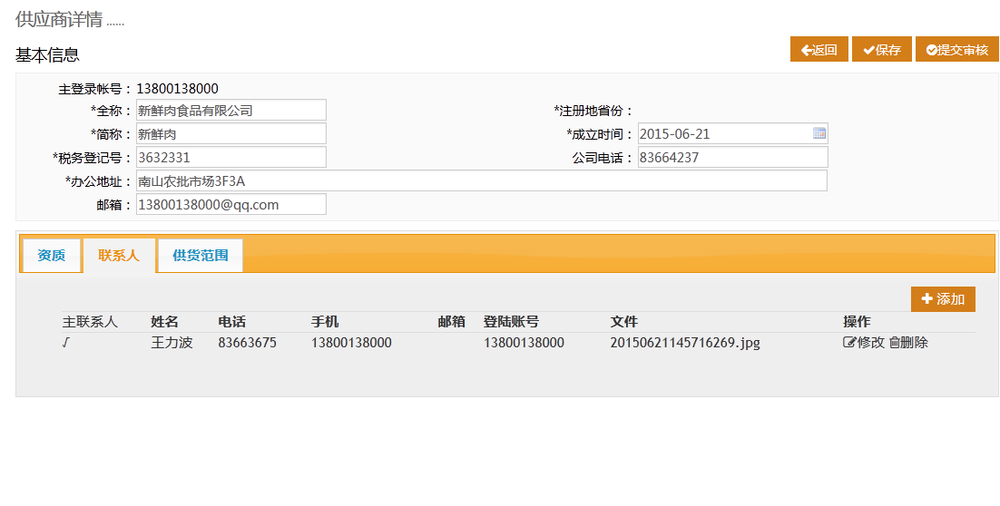 供应商详情 ......
基本信息
返回 保存 提交审核
主登录帐号： 13800138000
*全称： 新鲜肉食品有限公司 *注册地省份：
*简称： 新鲜肉 *成立时间： 2015-06-21
*税务登记号： 3632331 公司电话： 83664237
*办公地址： 南山农批市场3F3A
邮箱： 13800138000@qq.com
资质 联系人 供货范围
添加
主联系人 姓名 电话 手机 邮箱 登陆账号 文件 操作
√ 王力波 83663675 13800138000 13800138000 20150621145716269.jpg 修改 删除